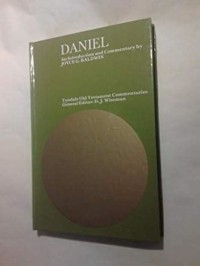 DANIEL
An Introduction and Commentary by
JOYCE G. BALDWIN
Tyndale Old Testament Commentaries
General Editor: D. J. Wiseman